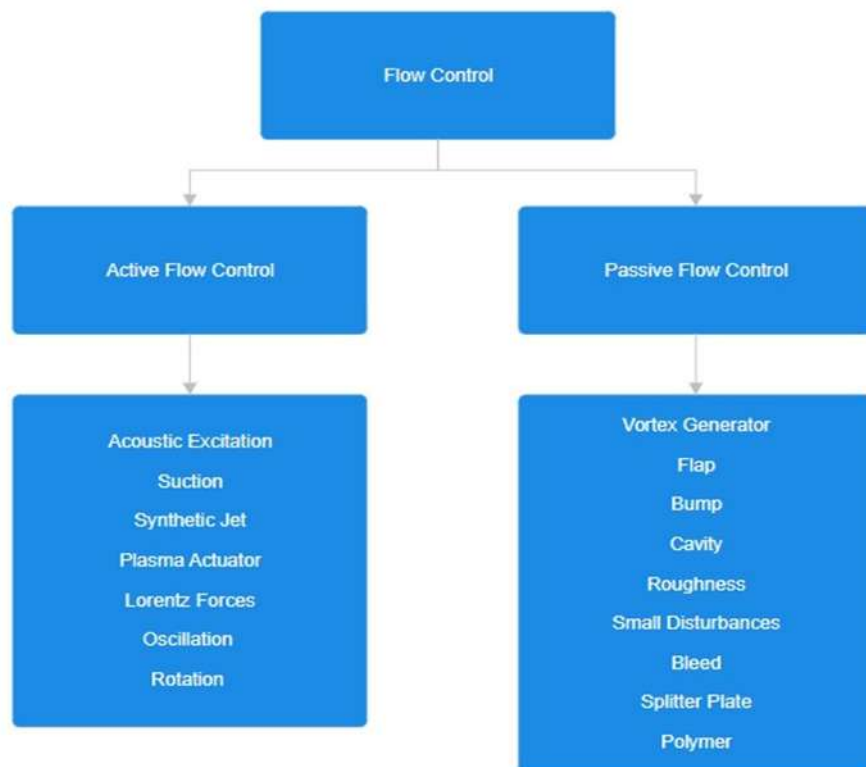 Flow Control
Active Flow Control
Passive Flow Control
Acoustic Excitation
Suction
Synthetic Jet
Plasma Actuator
Lorentz Forces
Oscillation
Rotation
Vortex Generator
Flap
Bump
Cavity
Roughness
Small Disturbances
Bleed
Splitter Plate
Polymer